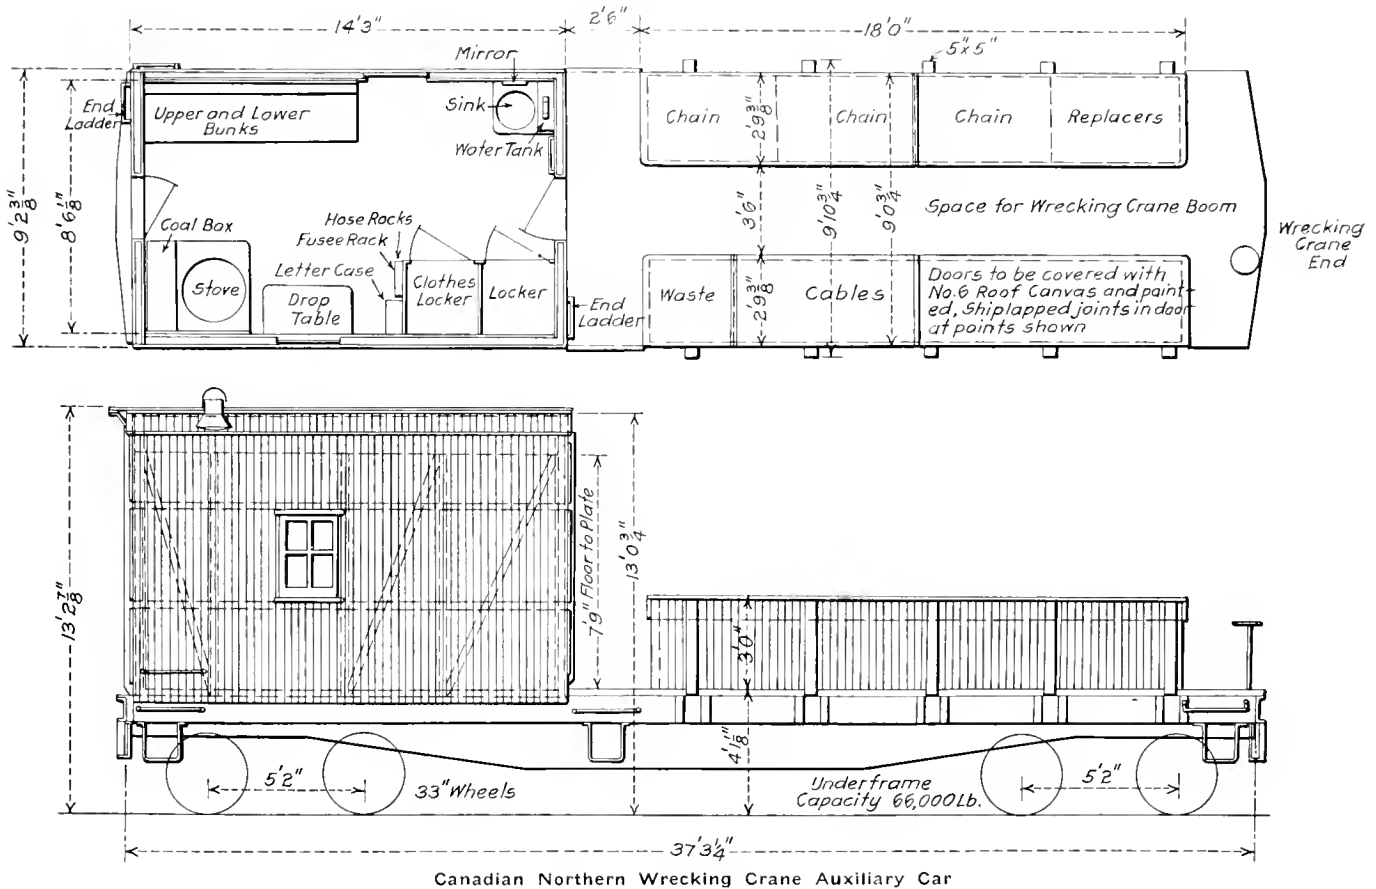 14'3"
2'6"
18'0"
5"x5"
Mirror
End
Ladder
Upper and Lower
Bunks
Sink
Water Tank
Chain
2'9 3/8"
Chain
Chain
Replacers
9'2 3/8"
8'6 1/8"
3'6"
9'10 3/4"
9'0 3/4"
Space for Wrecking Crane Boom
Wrecking
Crane
End
Coal Box
Hose Racks
Fusee Rack
Letter Case
Stove
Drop
Table
Clothes
Locker
Locker
End
Ladder
Waste
2'9 3/8"
Cables
Doors to be covered with
No.6 Roof Canvas and paint-
ed, Shiplapped joints in door
at points shown
13'2 7/8"
7'9" Floor to Plate
13'0 3/4"
3'0"
4'1 1/8"
5'2"
33" Wheels
Underframe
Capacity 66,000 Lb.
5'2"
37'3 1/4"
Canadian Northern Wrecking Crane Auxiliary Car